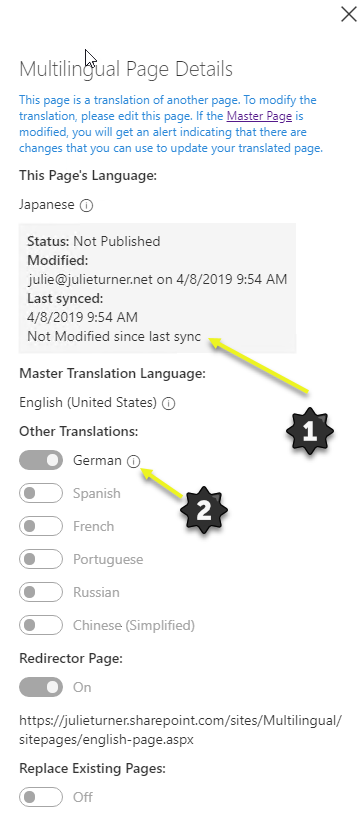 Multilingual Page Details
This page is a translation of another page. To modify the
translation, please edit this page. If the Master Page is
modified, you will get an alert indicating that there are
changes that you can use to update your translated page.
This Page's Language:
Japanese
Status: Not Published
Modified:
julie@julieturner.net on 4/8/2019 9:54 AM
Last synced:
4/8/2019 9:54 AM
Not Modified since last sync
Master Translation Language:
English (United States)
1
Other Translations:
German
2
Spanish
French
Portuguese
Russian
Chinese (Simplified)
Redirector Page:
On
https://julieturner.sharepoint.com/sites/Multilingual/
sitepages/english-page.aspx
Replace Existing Pages:
Off